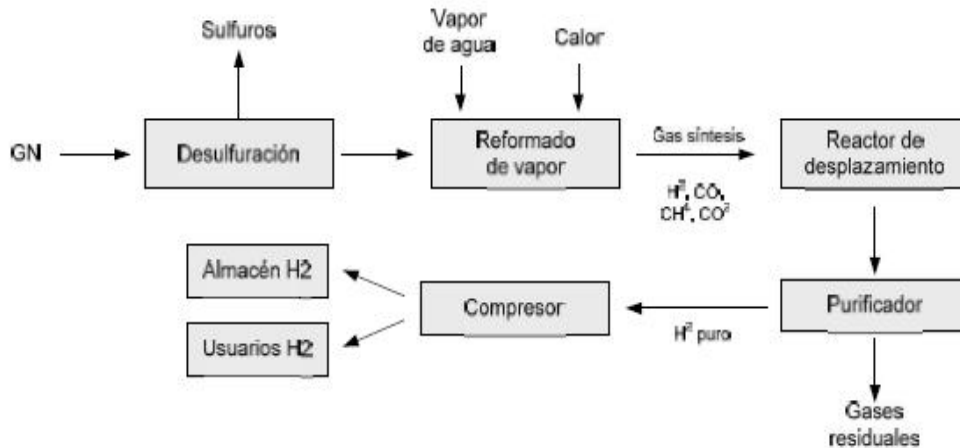 Sulfuros
Vapor
de agua
Calor
GN
Desulfuración
Reformado
de vapor
Gas síntesis
H², CO,
CH⁴, CO²
Reactor de
desplazamiento
Almacén H2
Usuarios H2
Compresor
H² puro
Purificador
Gases
residuales